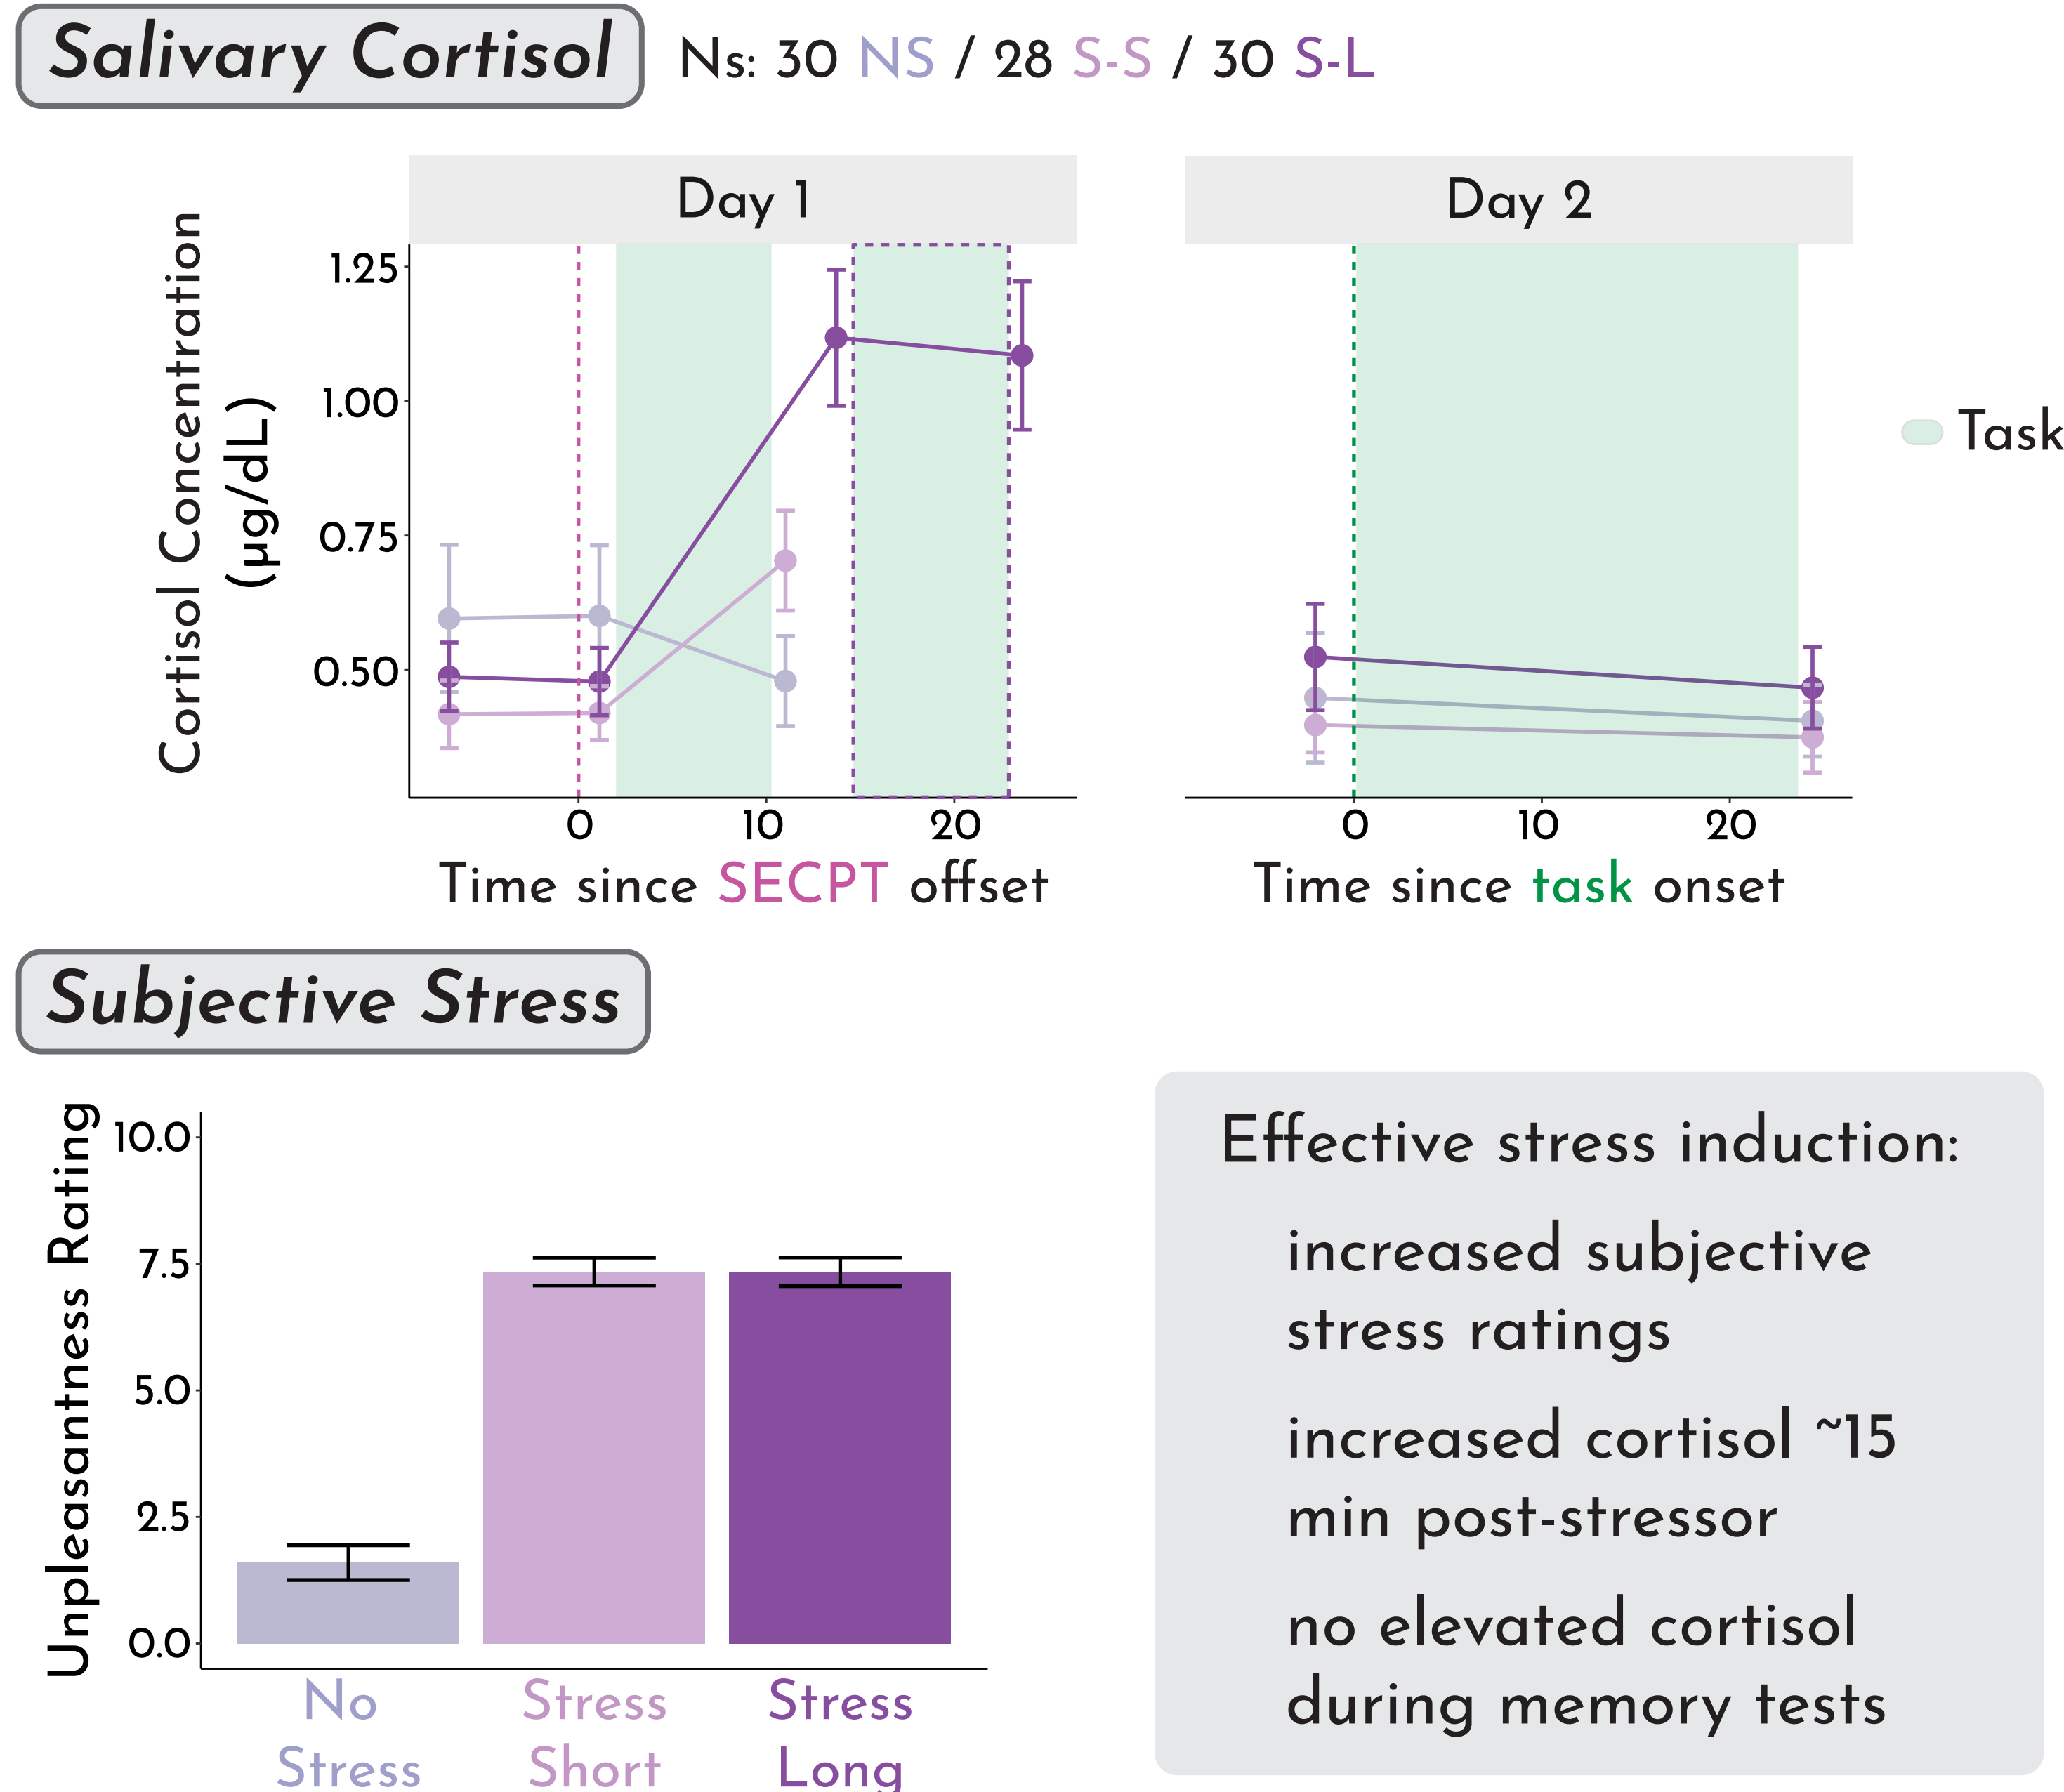 Salivary Cortisol
Ns: 30 NS / 28 S-S / 30 S-L
Day 1
Day 2
Cortisol Concentration
(µg/dL)
1.25
1.00
0.75
0.50
0
10
20
0
10
20
Time since SECPT offset
Time since task onset
Task
Subjective Stress
Unpleasantness Rating
10.0
7.5
5.0
2.5
0.0
No
Stress
Stress
Short
Stress
Long
Effective stress induction:
increased subjective
stress ratings
increased cortisol ~15
min post-stressor
no elevated cortisol
during memory tests